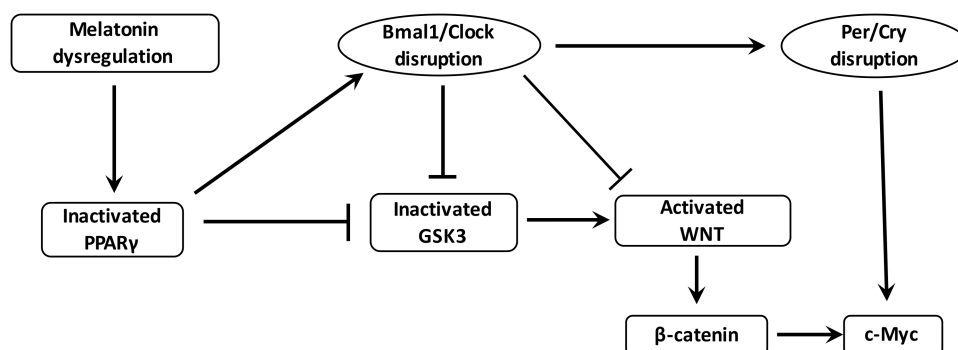 Melatonin
dysregulation
Bmal1/Clock
disruption
Per/Cry
disruption
Inactivated
PPARγ
Inactivated
GSK3
Activated
WNT
β-catenin
c-Myc